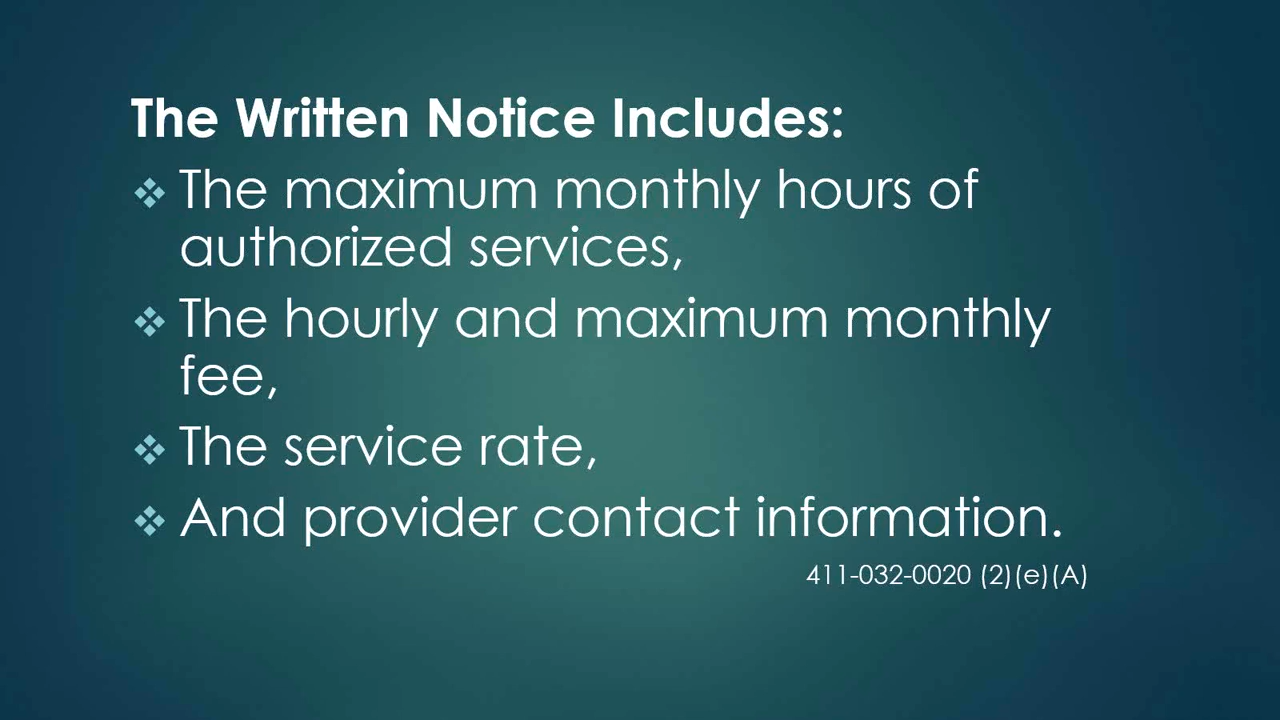 The Written Notice Includes:
❖ The maximum monthly hours of
authorized services,
❖ The hourly and maximum monthly
fee,
❖ The service rate,
❖ And provider contact information.
411-032-0020 (2)(e)(A)